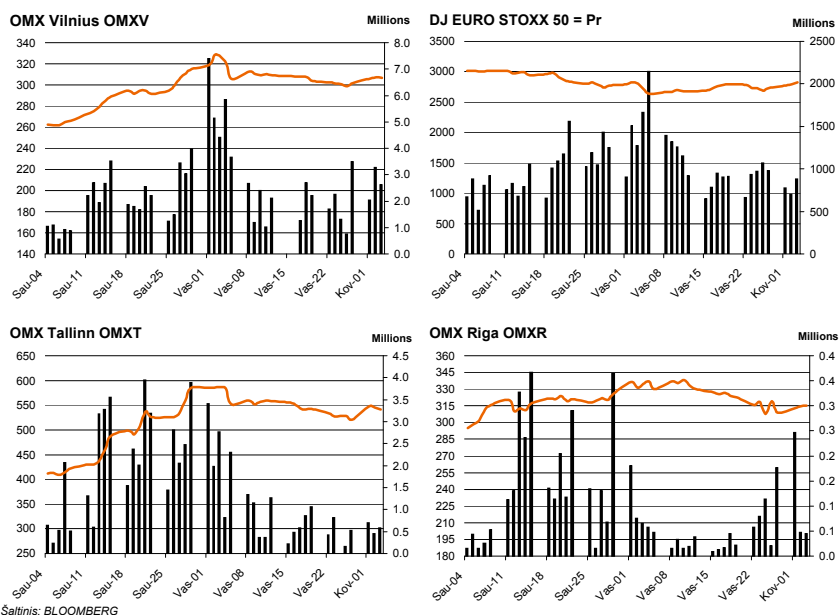 OMX Vilnius OMXV
Millions
340
320
300
280
260
240
220
200
180
160
140
8.0
7.0
6.0
5.0
4.0
3.0
2.0
1.0
0.0
Sau-04
Sau-11
Sau-18
Sau-25
Vas-01
Vas-08
Vas-15
Vas-22
Kov-01
DJ EURO STOXX 50 = Pr
Millions
3500
3000
2500
2000
1500
1000
500
0
2500
2000
1500
1000
500
0
Sau-04
Sau-11
Sau-18
Sau-25
Vas-01
Vas-08
Vas-15
Vas-22
Kov-01
OMX Tallinn OMXT
Millions
650
600
550
500
450
400
350
300
250
4.5
4.0
3.5
3.0
2.5
2.0
1.5
1.0
0.5
0.0
Sau-04
Sau-11
Sau-18
Sau-25
Vas-01
Vas-08
Vas-15
Vas-22
Kov-01
OMX Riga OMXR
Millions
360
345
330
315
300
285
270
255
240
225
210
195
180
0.4
0.4
0.3
0.3
0.2
0.2
0.1
0.1
0.0
Sau-04
Sau-11
Sau-18
Sau-25
Vas-01
Vas-08
Vas-15
Vas-22
Kov-01
Šaltinis: BLOOMBERG